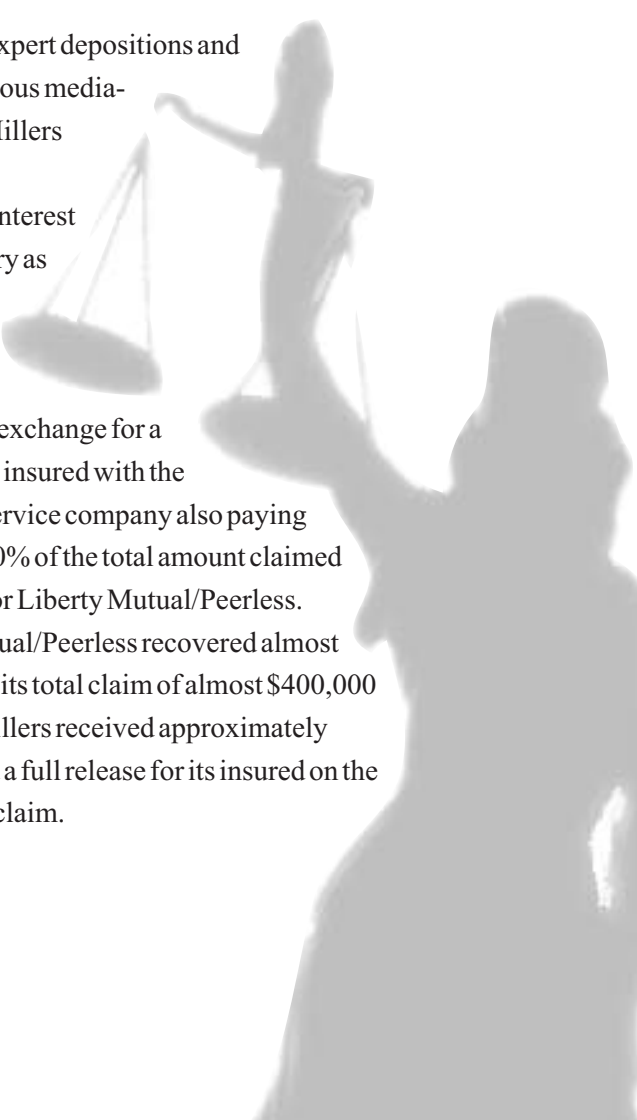 xpert depositions and
ous media-
illers
nterest
ry as
exchange for a
insured with the
ervice company also paying
0% of the total amount claimed
or Liberty Mutual/Peerless.
ual/Peerless recovered almost
its total claim of almost $400,000
illers received approximately
a full release for its insured on the
claim.